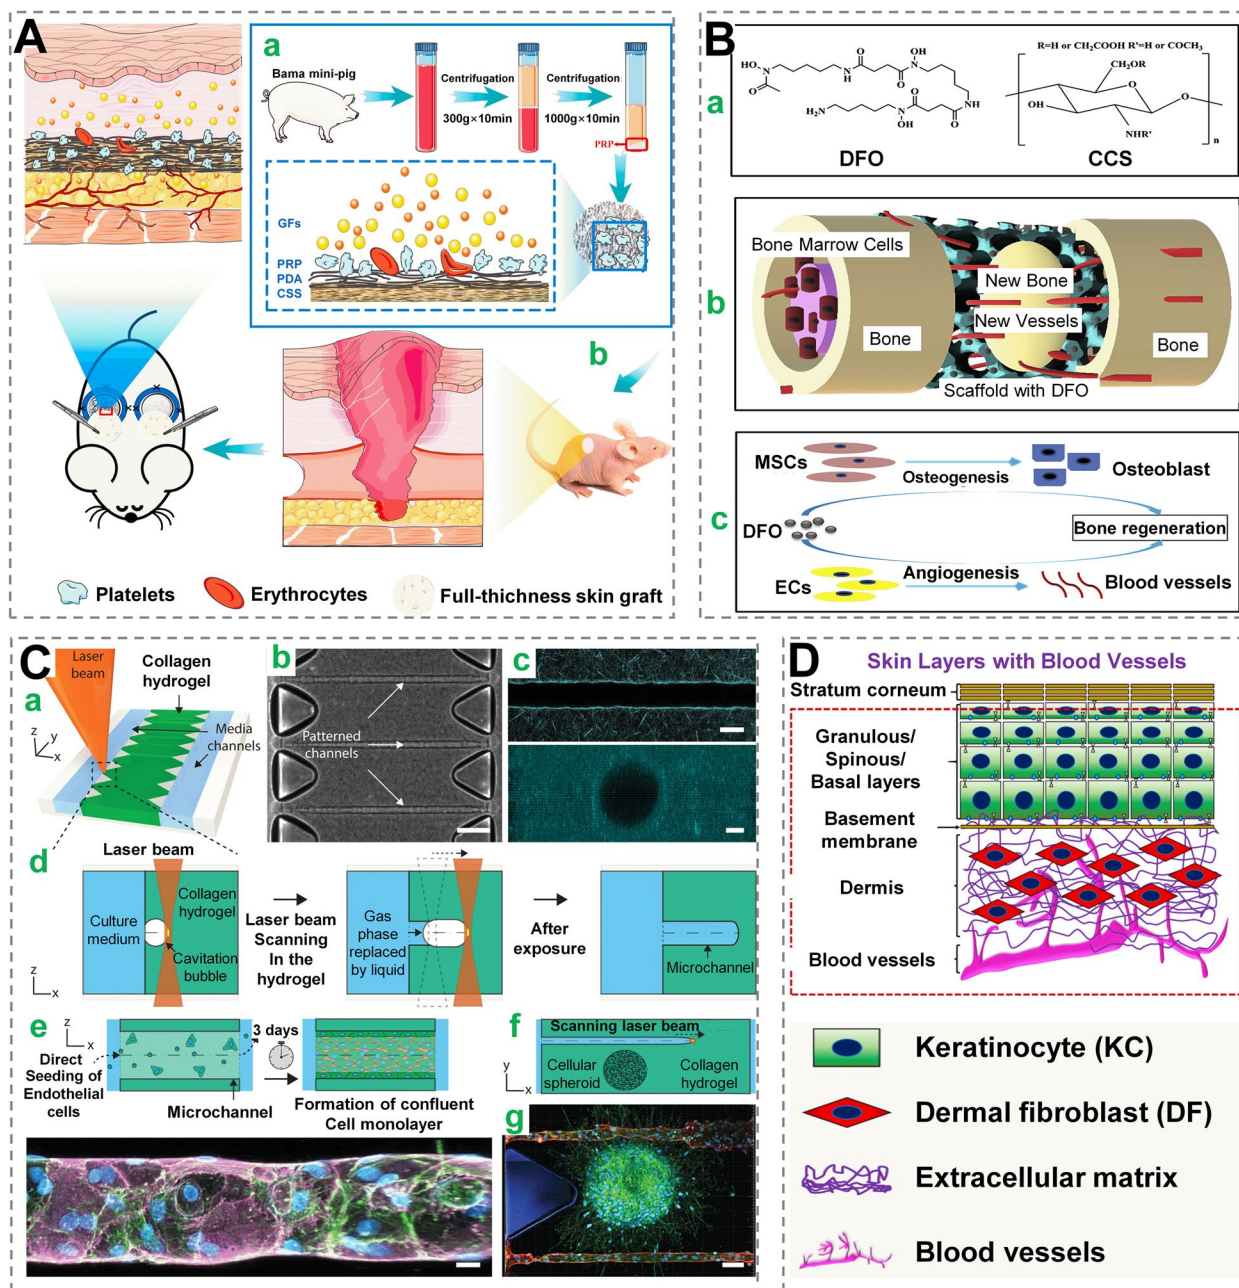 A
a
Bama mini-pig
Centrifugation
300g×10min
Centrifugation
1000g×10min
PRP
GFs
PRP
PDA
CSS
b
Platelets
Erythrocytes
Full-thickness skin graft
B
a
R=H or CH₂COOH R'=H or COCH₃
HO
N
O
O
N
H
O
O
N
OH
NH
O
O
N
OH
H₂N
CH₂OR
O
O
HO
NHR'
n
DFO
CCS
b
Bone Marrow Cells
New Bone
New Vessels
Bone
Bone
Scaffold with DFO
c
MSCs
Osteogenesis
Osteoblast
DFO
Bone regeneration
ECs
Angiogenesis
Blood vessels
C
a
Laser
beam
Collagen
hydrogel
Media
channels
z
y
x
b
Patterned
channels
c
d
Laser beam
Culture
medium
Collagen
hydrogel
Cavitation
bubble
Laser beam
Scanning
In the
hydrogel
Gas
phase
replaced
by liquid
After
exposure
Microchannel
z
x
e
z
x
Direct
Seeding of
Endothelial
cells
Microchannel
3 days
Formation of confluent
Cell monolayer
f
Scanning laser beam
Cellular
spheroid
Collagen
hydrogel
y
x
g
D
Skin Layers with Blood Vessels
Stratum corneum
Granulous/
Spinous/
Basal layers
Basement
membrane
Dermis
Blood vessels
Keratinocyte (KC)
Dermal fibroblast (DF)
Extracellular matrix
Blood vessels